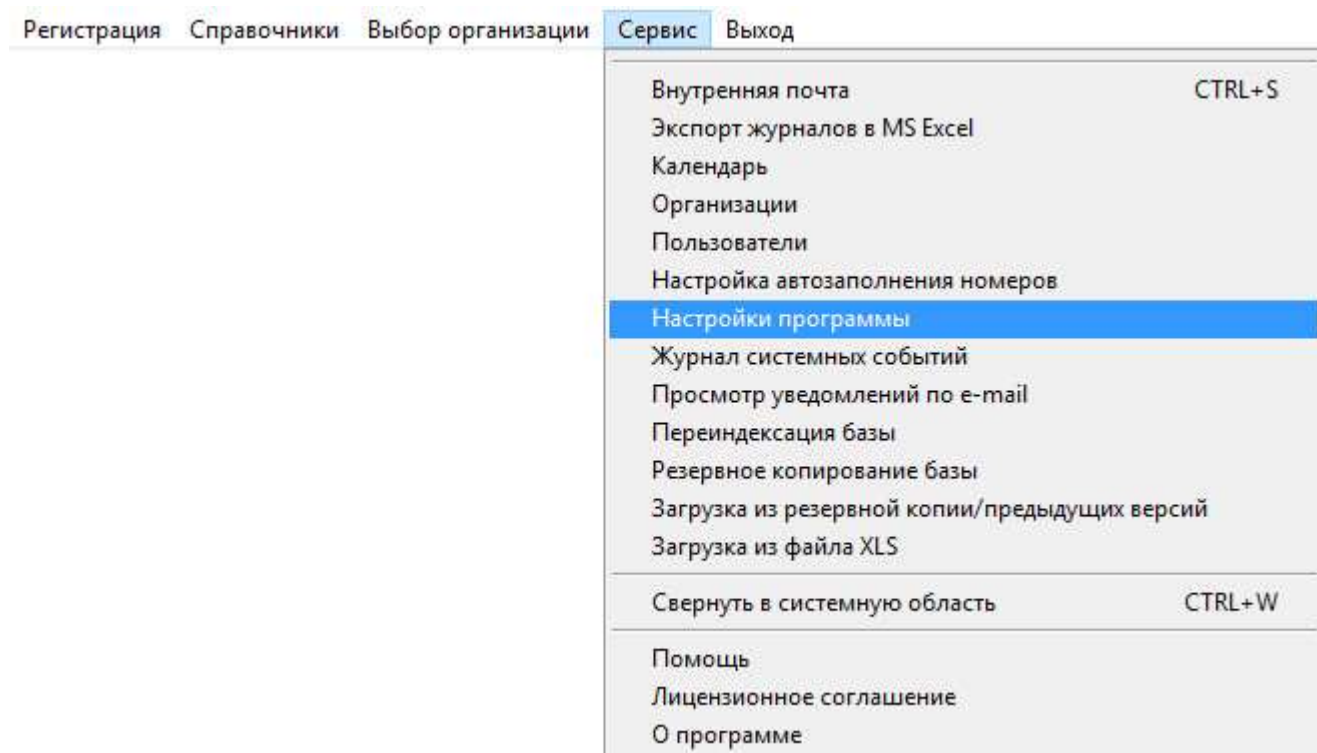 Регистрация Справочники Выбор организации Сервис Выход
Внутренняя почта CTRL+S
Экспорт журналов в MS Excel
Календарь
Организации
Пользователи
Настройка автозаполнения номеров
Настройки программы
Журнал системных событий
Просмотр уведомлений по e-mail
Переиндексация базы
Резервное копирование базы
Загрузка из резервной копии/предыдущих версий
Загрузка из файла XLS
Свернуть в системную область CTRL+W
Помощь
Лицензионное соглашение
О программе